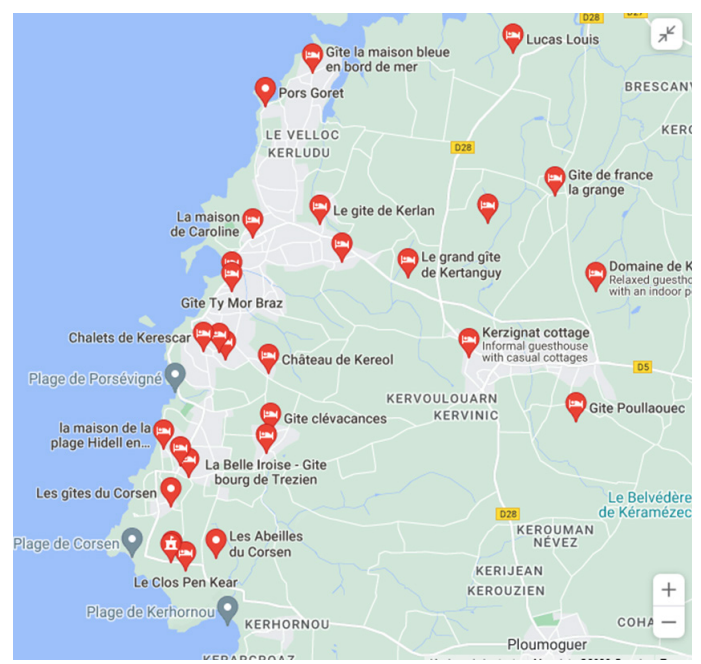 D28
D27
Gîte la maison bleue
en bord de mer
Lucas Louis
Pors Goret
BRESCANV
LE VELLOC
KERLUDU
D28
KERC
Gite de france
la grange
La maison
de Caroline
Le gite de Kerlan
Le grand gîte
de Kertanguy
Domaine de K
Relaxed guesthc
with an indoor p
Gîte Ty Mor Braz
Chalets de Kerescar
Kerzignat cottage
Informal guesthouse
with casual cottages
Château de Kereol
D5
Plage de Porsévigné
KERVOULOUARN
KERVINIC
Gite Poullaouec
Gite clévacances
la maison de la
plage Hidell en...
La Belle Iroise - Gite
bourg de Trezien
Les gîtes du Corsen
Le Belvédère
de Kéramézec
D28
KEROUMAN
NÉVEZ
Plage de Corsen
Les Abeilles
du Corsen
KERIJEAN
KEROUZIEN
Le Clos Pen Kear
Plage de Kerhornou
KERHORNOU
COHA
Ploumoguer